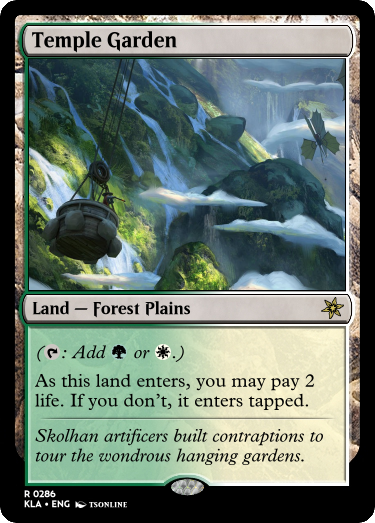 Temple Garden
Land — Forest Plains
(: Add or .)
As this land enters, you may pay 2
life. If you don't, it enters tapped.
Skolhan artificers built contraptions to
tour the wondrous hanging gardens.
R 0286
KLA • ENG TSONLINE